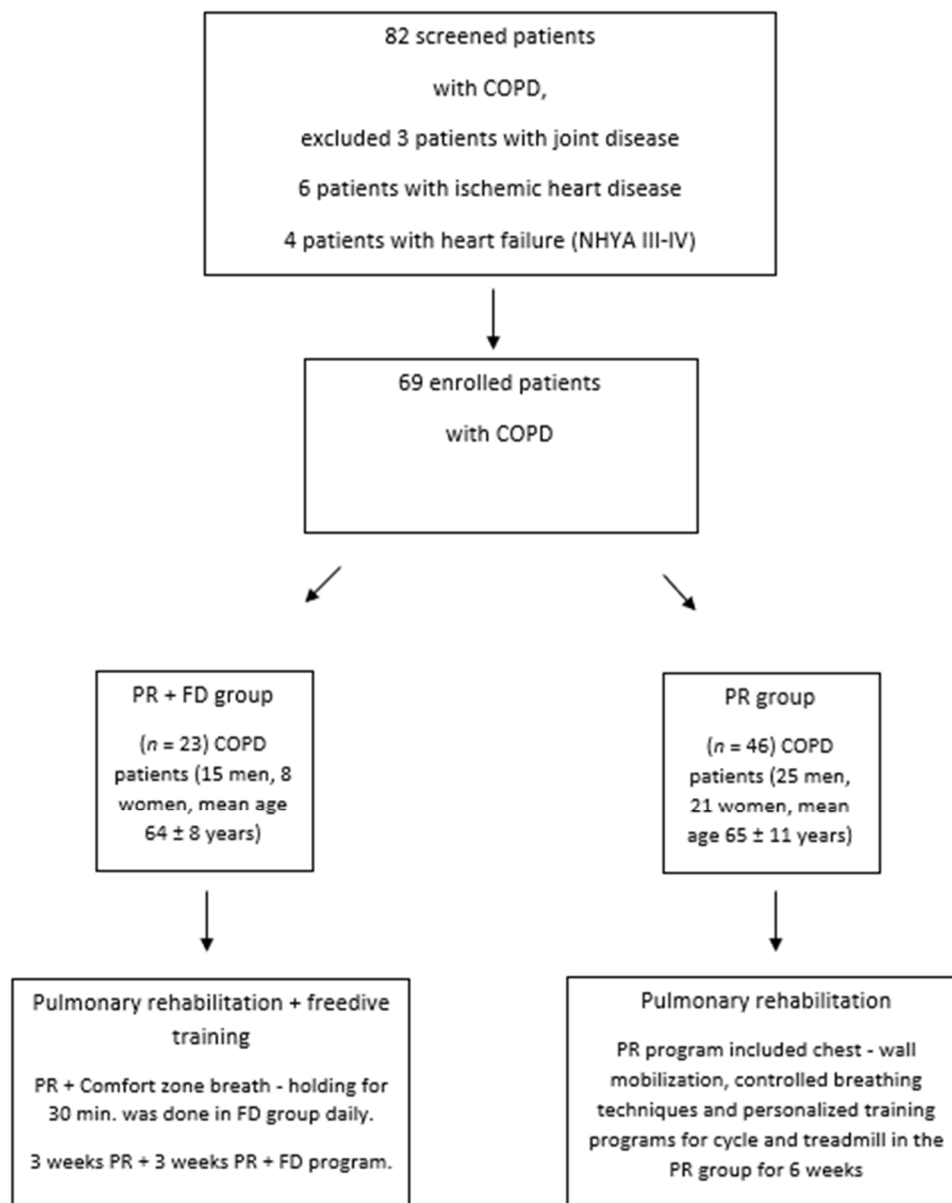 82 screened patients
with COPD,
excluded 3 patients with joint disease
6 patients with ischemic heart disease
4 patients with heart failure (NHYA III-IV)
69 enrolled patients
with COPD
PR + FD group
(n = 23) COPD
patients (15 men, 8
women, mean age
64 ± 8 years)
PR group
(n = 46) COPD
patients (25 men,
21 women, mean
age 65 ± 11 years)
Pulmonary rehabilitation + freedive
training
PR + Comfort zone breath - holding for
30 min. was done in FD group daily.
3 weeks PR + 3 weeks PR + FD program.
Pulmonary rehabilitation
PR program included chest - wall
mobilization, controlled breathing
techniques and personalized training
programs for cycle and treadmill in the
PR group for 6 weeks